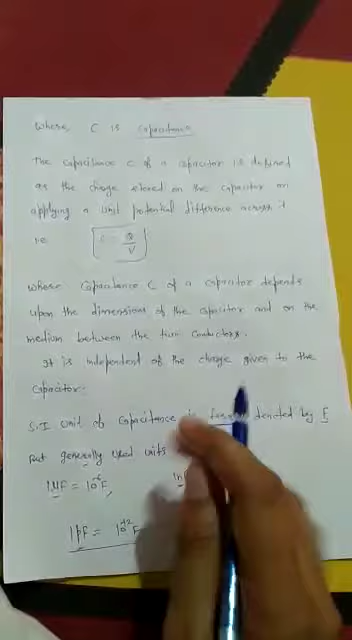 Where C is Capacitance
The Capacitance C of a capacitor is defined
as the charge stored on the capacitor on
applying a unit potential difference across it
i.e C = Q/V
Where Capacitance C of a capacitor depends
upon the dimensions of the capacitor and on the
medium between the two conductors.
It is independent of the charge given to the
Capacitor.
S.I Unit of Capacitance is farad denoted by F
But generally used units
1μF = 10⁻⁶F, 1n
1pF = 10⁻¹²F